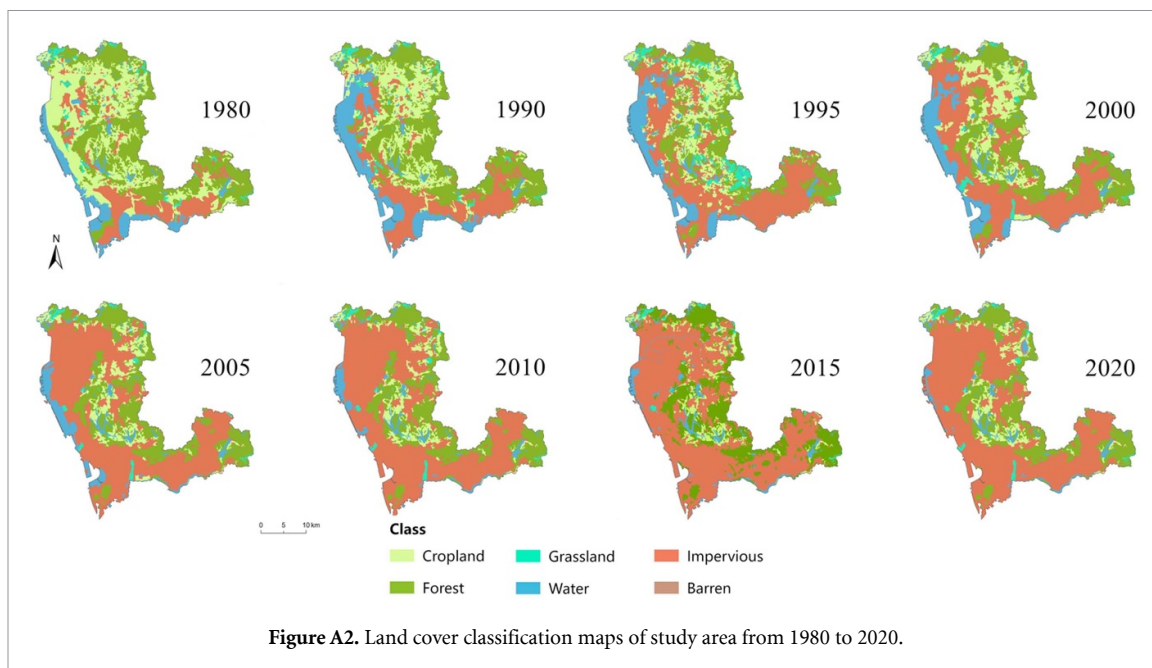 1980
1990
1995
2000
N
2005
2010
2015
2020
0 5 10 km
Class
Cropland
Grassland
Impervious
Forest
Water
Barren
Figure A2. Land cover classification maps of study area from 1980 to 2020.